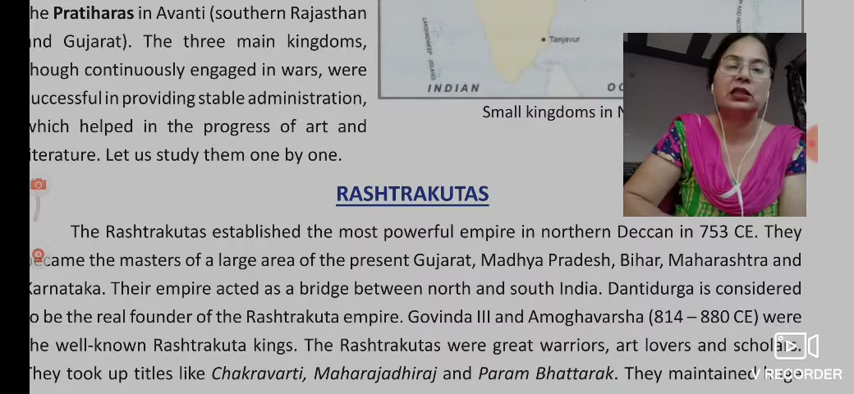 he Pratiharas in Avanti (southern Rajasthan
nd Gujarat). The three main kingdoms,
hough continuously engaged in wars, were
uccessful in providing stable administration,
which helped in the progress of art and
iterature. Let us study them one by one.
Tanjavur
INDIAN
Small kingdoms in N
RASHTRAKUTAS
The Rashtrakutas established the most powerful empire in northern Deccan in 753 CE. They
became the masters of a large area of the present Gujarat, Madhya Pradesh, Bihar, Maharashtra and
Karnataka. Their empire acted as a bridge between north and south India. Dantidurga is considered
o be the real founder of the Rashtrakuta empire. Govinda III and Amoghavarsha (814 – 880 CE) were
he well-known Rashtrakuta kings. The Rashtrakutas were great warriors, art lovers and scholars.
They took up titles like Chakravarti, Maharajadhiraj and Param Bhattarak. They maintained huge
V RECORDER